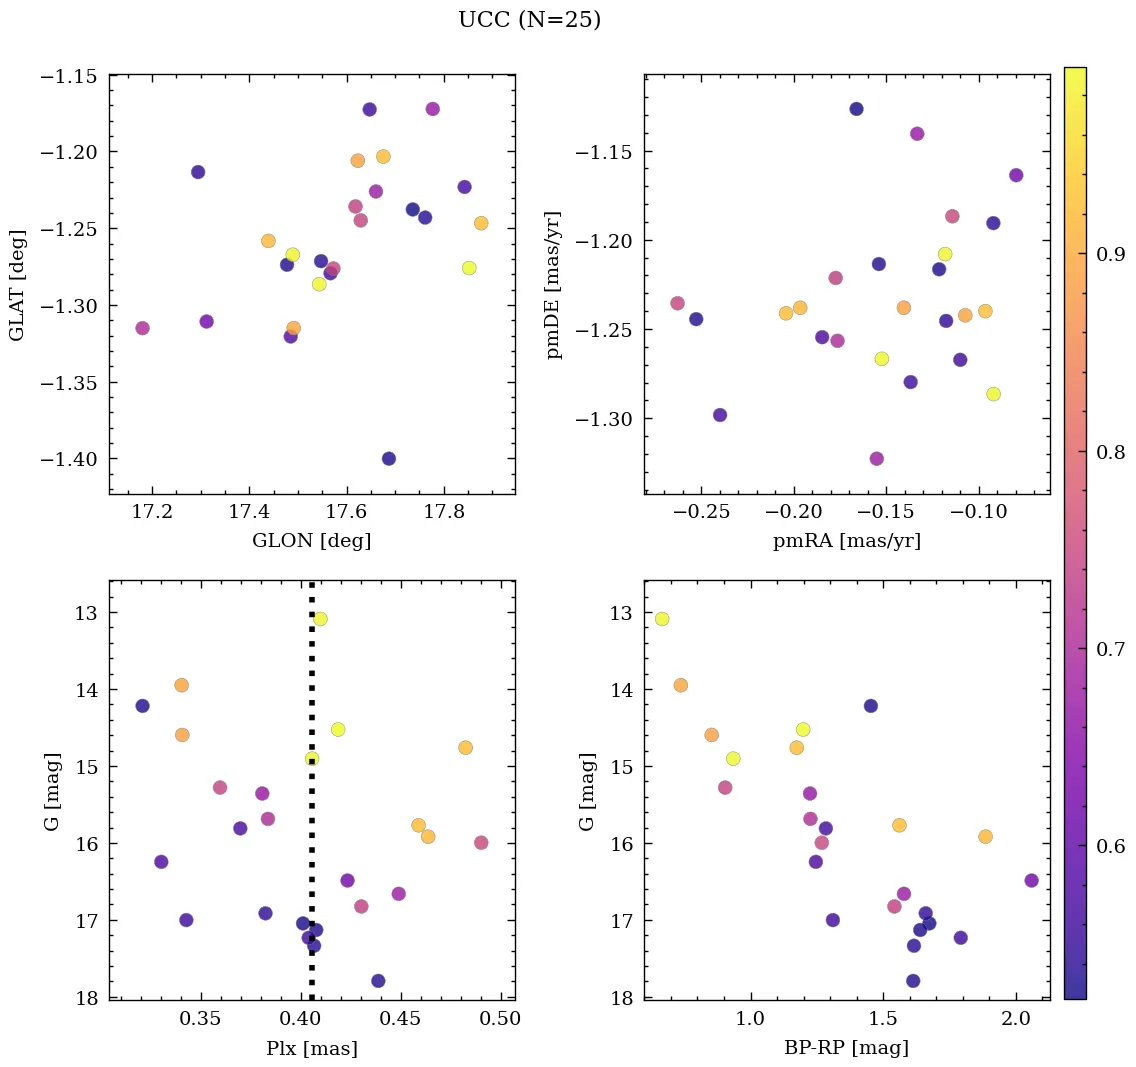 UCC (N=25)
−1.15
−1.20
−1.25
−1.30
−1.35
−1.40
GLAT [deg]
17.2 17.4 17.6 17.8
GLON [deg]
−1.15
−1.20
−1.25
−1.30
pmDE [mas/yr]
−0.25 −0.20 −0.15 −0.10
pmRA [mas/yr]
13
14
15
16
17
18
G [mag]
0.35 0.40 0.45 0.50
Plx [mas]
13
14
15
16
17
18
G [mag]
1.0 1.5 2.0
BP-RP [mag]
0.9
0.8
0.7
0.6